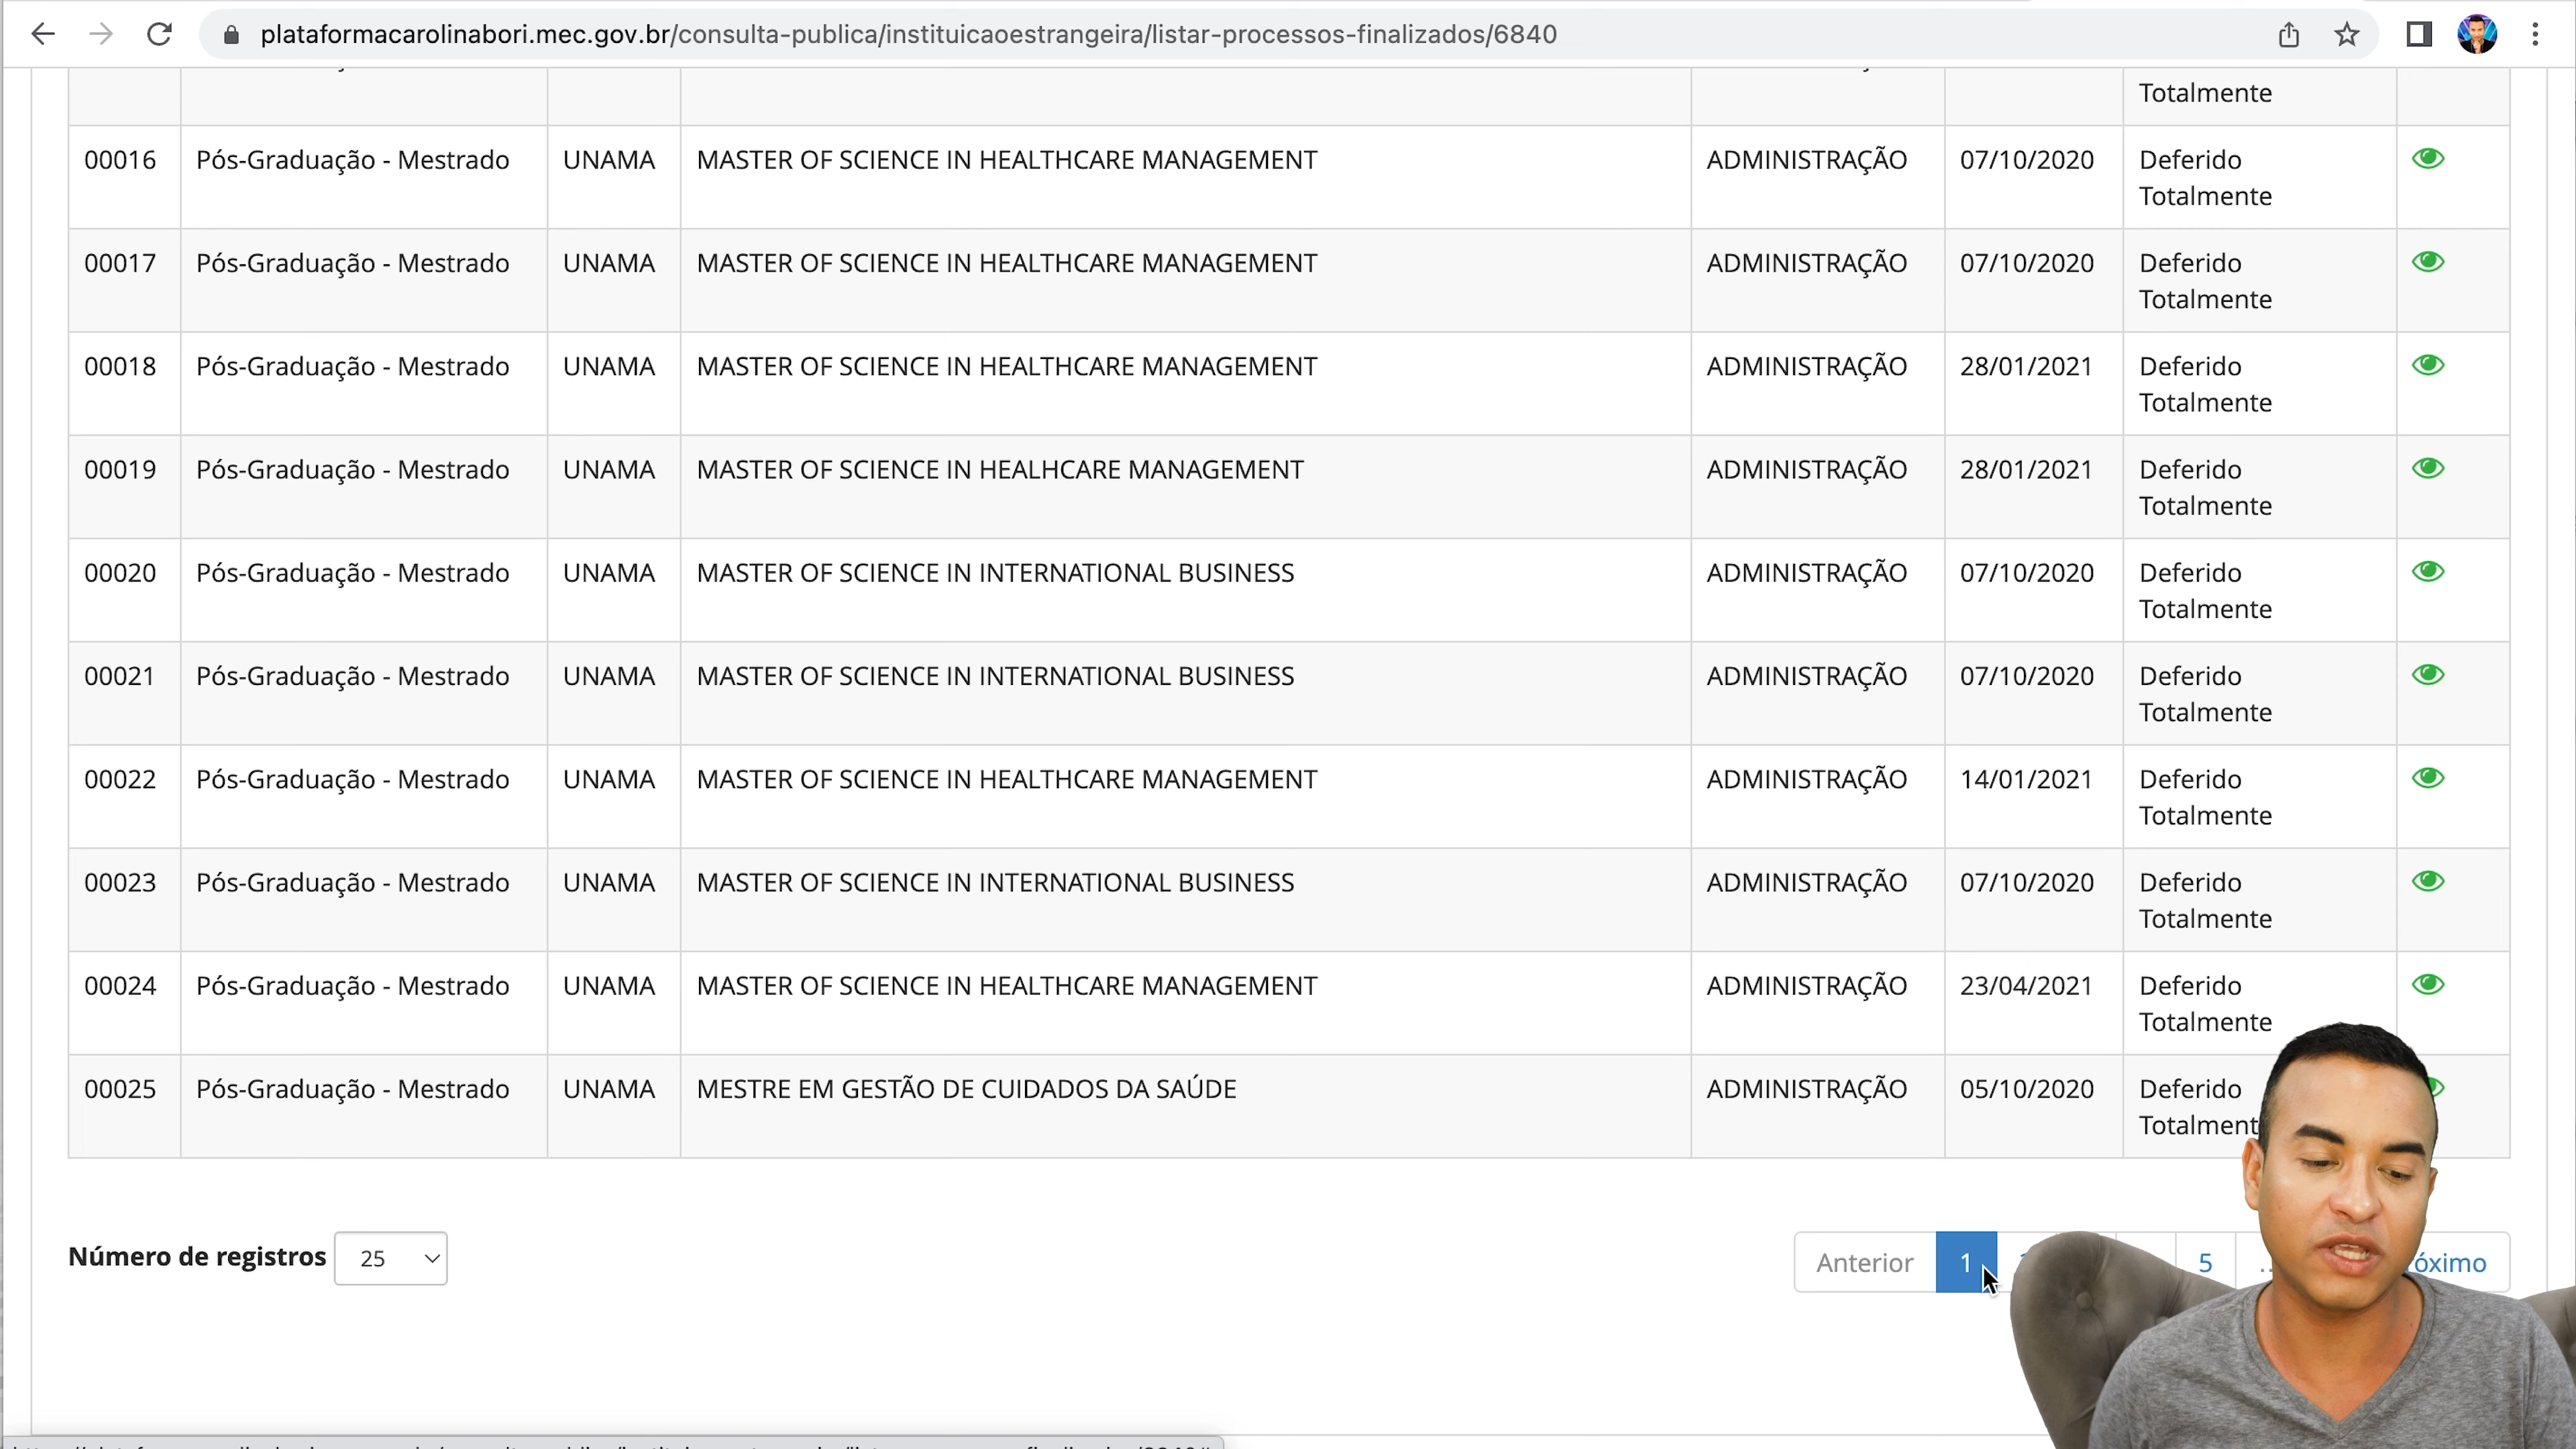 plataformacarolinabori.mec.gov.br/consulta-publica/instituicaoestrangeira/listar-processos-finalizados/6840
Totalmente
00016 Pós-Graduação - Mestrado UNAMA MASTER OF SCIENCE IN HEALTHCARE MANAGEMENT ADMINISTRAÇÃO 07/10/2020 Deferido
Totalmente
00017 Pós-Graduação - Mestrado UNAMA MASTER OF SCIENCE IN HEALTHCARE MANAGEMENT ADMINISTRAÇÃO 07/10/2020 Deferido
Totalmente
00018 Pós-Graduação - Mestrado UNAMA MASTER OF SCIENCE IN HEALTHCARE MANAGEMENT ADMINISTRAÇÃO 28/01/2021 Deferido
Totalmente
00019 Pós-Graduação - Mestrado UNAMA MASTER OF SCIENCE IN HEALHCARE MANAGEMENT ADMINISTRAÇÃO 28/01/2021 Deferido
Totalmente
00020 Pós-Graduação - Mestrado UNAMA MASTER OF SCIENCE IN INTERNATIONAL BUSINESS ADMINISTRAÇÃO 07/10/2020 Deferido
Totalmente
00021 Pós-Graduação - Mestrado UNAMA MASTER OF SCIENCE IN INTERNATIONAL BUSINESS ADMINISTRAÇÃO 07/10/2020 Deferido
Totalmente
00022 Pós-Graduação - Mestrado UNAMA MASTER OF SCIENCE IN HEALTHCARE MANAGEMENT ADMINISTRAÇÃO 14/01/2021 Deferido
Totalmente
00023 Pós-Graduação - Mestrado UNAMA MASTER OF SCIENCE IN INTERNATIONAL BUSINESS ADMINISTRAÇÃO 07/10/2020 Deferido
Totalmente
00024 Pós-Graduação - Mestrado UNAMA MASTER OF SCIENCE IN HEALTHCARE MANAGEMENT ADMINISTRAÇÃO 23/04/2021 Deferido
Totalmente
00025 Pós-Graduação - Mestrado UNAMA MESTRE EM GESTÃO DE CUIDADOS DA SAÚDE ADMINISTRAÇÃO 05/10/2020 Deferido
Totalment
Número de registros 25 Anterior 1 5 .. óximo